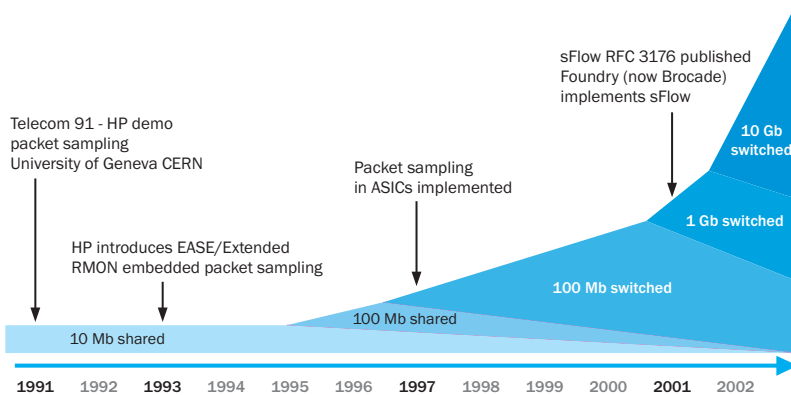 sFlow RFC 3176 published
Foundry (now Brocade)
implements sFlow
Telecom 91 - HP demo
packet sampling
University of Geneva CERN
10 Gb
switched
Packet sampling
in ASICs implemented
1 Gb switched
HP introduces EASE/Extended
RMON embedded packet sampling
100 Mb switched
100 Mb shared
10 Mb shared
1991 1992 1993 1994 1995 1996 1997 1998 1999 2000 2001 2002